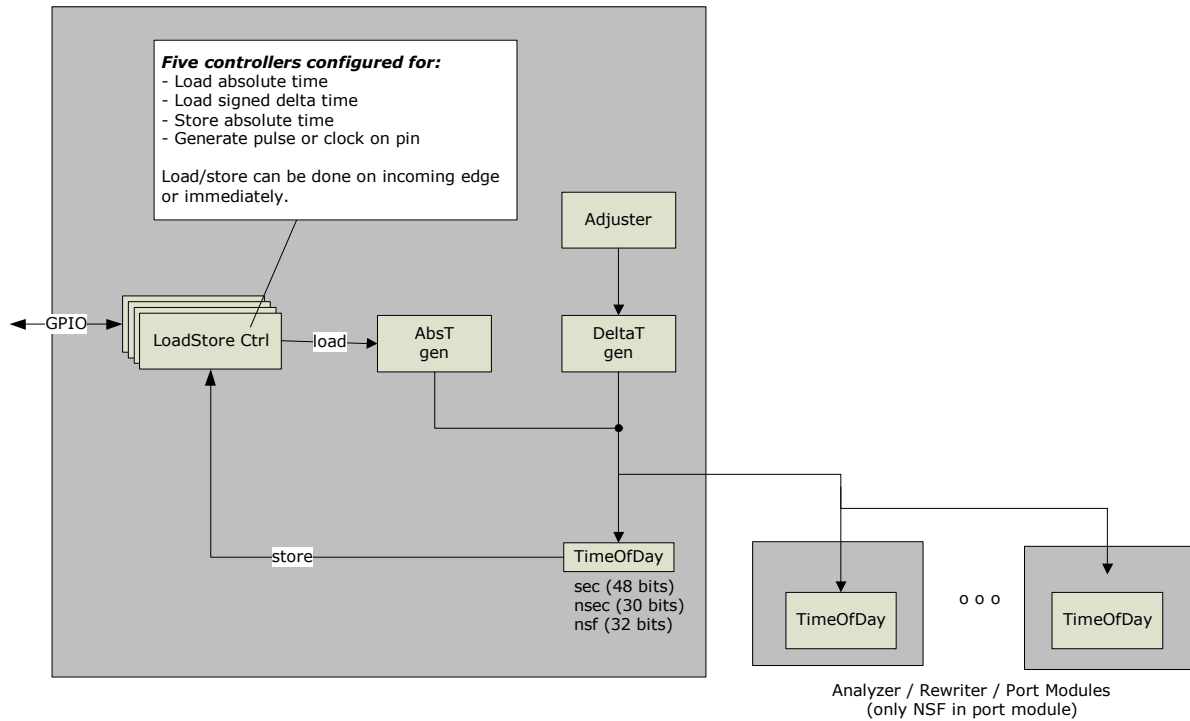 Five controllers configured for:
- Load absolute time
- Load signed delta time
- Store absolute time
- Generate pulse or clock on pin
Load/store can be done on incoming edge
or immediately.
Adjuster
GPIO
LoadStore Ctrl
load
AbsT
gen
DeltaT
gen
store
TimeOfDay
sec (48 bits)
nsec (30 bits)
nsf (32 bits)
TimeOfDay
o o o
TimeOfDay
Analyzer / Rewriter / Port Modules
(only NSF in port module)